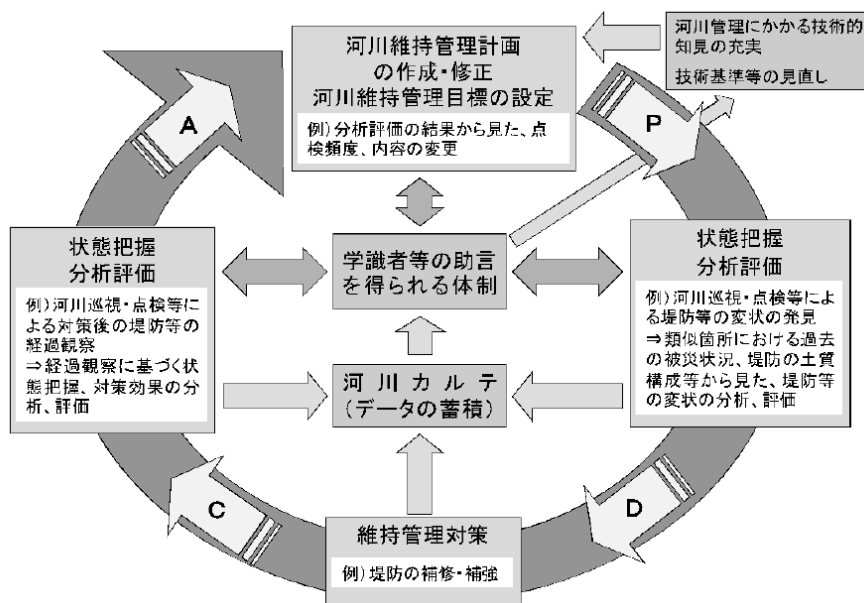 河川維持管理計画
の作成・修正
河川維持管理目標の設定
例）分析評価の結果から見た、点
検頻度、内容の変更
河川管理にかかる技術的
知見の充実
技術基準等の見直し
A
P
状態把握
分析評価
例）河川巡視・点検等によ
る対策後の堤防等の
経過観察
⇒経過観察に基づく状
態把握、対策効果の分
析、評価
学識者等の助言
を得られる体制
状態把握
分析評価
例）河川巡視・点検等によ
る堤防等の変状の発見
⇒類似箇所における過去
の被災状況、堤防の土質
構成等から見た、堤防等
の変状の分析、評価
河川カルテ
（データの蓄積）
C
D
維持管理対策
例）堤防の補修・補強